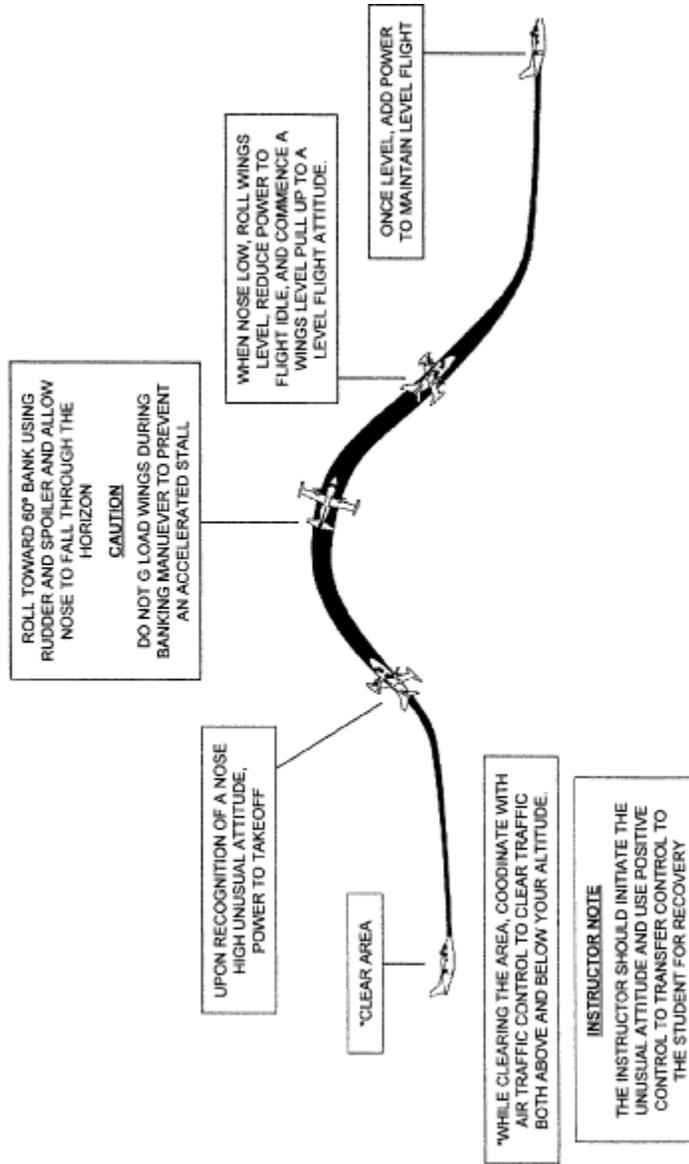 *CLEAR AREA
UPON RECOGNITION OF A NOSE
HIGH UNUSUAL ATTITUDE,
POWER TO TAKEOFF
ROLL TOWARD 60° BANK USING
RUDDER AND SPOILER AND ALLOW
NOSE TO FALL THROUGH THE
HORIZON
CAUTION
DO NOT G LOAD WINGS DURING
BANKING MANUEVER TO PREVENT
AN ACCELERATED STALL
WHEN NOSE LOW, ROLL WINGS
LEVEL, REDUCE POWER TO
FLIGHT IDLE, AND COMMENCE A
WINGS LEVEL PULL UP TO A
LEVEL FLIGHT ATTITUDE.
ONCE LEVEL, ADD POWER
TO MAINTAIN LEVEL FLIGHT
*WHILE CLEARING THE AREA, COODINATE WITH
AIR TRAFFIC CONTROL TO CLEAR TRAFFIC
BOTH ABOVE AND BELOW YOUR ALTITUDE.
INSTRUCTOR NOTE
THE INSTRUCTOR SHOULD INITIATE THE
UNUSUAL ATTITUDE AND USE POSITIVE
CONTROL TO TRANSFER CONTROL TO
THE STUDENT FOR RECOVERY